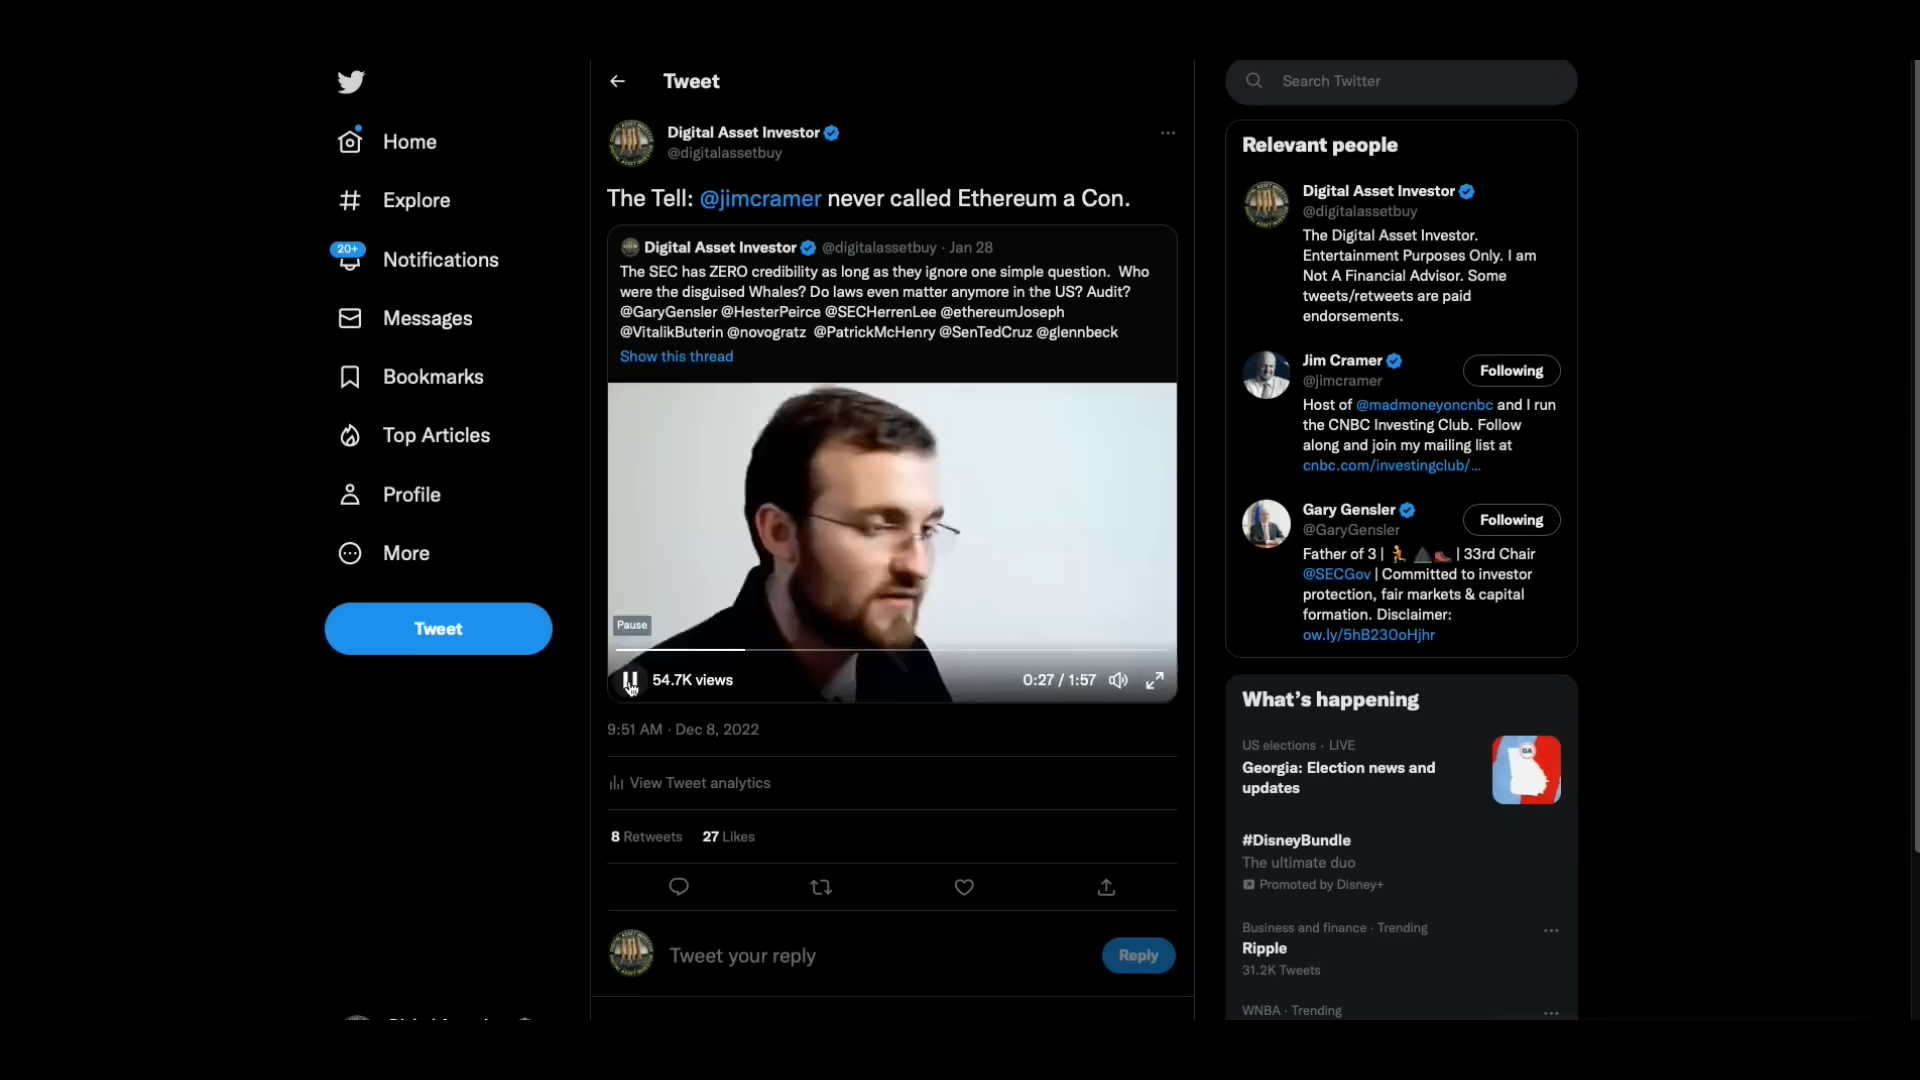 Home
Explore
20+
Notifications
Messages
Bookmarks
Top Articles
Profile
More
Tweet
Tweet
Digital Asset Investor
@digitalassetbuy
The Tell: @jimcramer never called Ethereum a Con.
Digital Asset Investor @digitalassetbuy · Jan 28
The SEC has ZERO credibility as long as they ignore one simple question. Who
were the disguised Whales? Do laws even matter anymore in the US? Audit?
@GaryGensler @HesterPeirce @SECHerrenLee @ethereumJoseph
@VitalikButerin @novogratz @PatrickMcHenry @SenTedCruz @glennbeck
Show this thread
Pause
54.7K views
0:27 / 1:57
9:51 AM · Dec 8, 2022
View Tweet analytics
8 Retweets 27 Likes
Tweet your reply
Reply
Search Twitter
Relevant people
Digital Asset Investor
@digitalassetbuy
The Digital Asset Investor.
Entertainment Purposes Only. I am
Not A Financial Advisor. Some
tweets/retweets are paid
endorsements.
Jim Cramer
@jimcramer
Following
Host of @madmoneyoncnbc and I run
the CNBC Investing Club. Follow
along and join my mailing list at
cnbc.com/investingclub/...
Gary Gensler
@GaryGensler
Following
Father of 3 | 🏃 ⛰️🥾 | 33rd Chair
@SECGov | Committed to investor
protection, fair markets & capital
formation. Disclaimer:
ow.ly/5hB230oHjhr
What's happening
US elections · LIVE
Georgia: Election news and
updates
GA
#DisneyBundle
The ultimate duo
Promoted by Disney+
Business and finance · Trending
Ripple
31.2K Tweets
WNBA · Trending